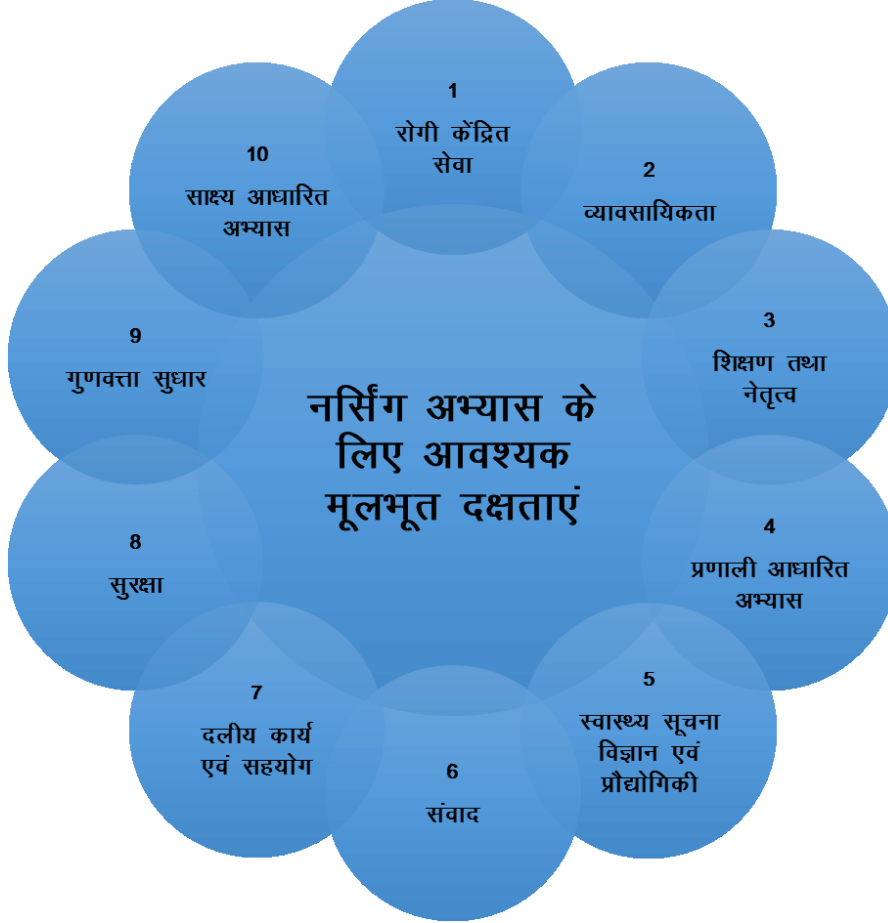 नर्सिंग अभ्यास के
लिए आवश्यक
मूलभूत दक्षताएं
1
रोगी केंद्रित
सेवा
2
व्यावसायिकता
3
शिक्षण तथा
नेतृत्व
4
प्रणाली आधारित
अभ्यास
5
स्वास्थ्य सूचना
विज्ञान एवं
प्रौद्योगिकी
6
संवाद
7
दलीय कार्य
एवं सहयोग
8
सुरक्षा
9
गुणवत्ता सुधार
10
साक्ष्य आधारित
अभ्यास